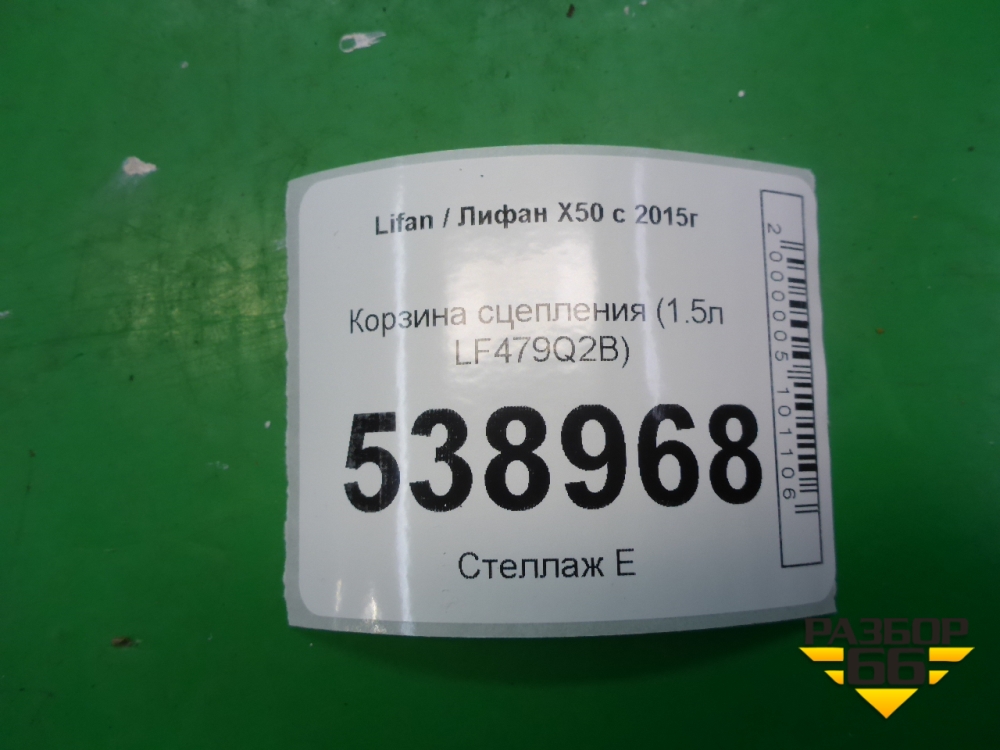 Lifan / Лифан X50 с 2015г
Корзина сцепления (1.5л
LF479Q2B)
538968
Стеллаж Е
2000005101106
РАЗБОР
66